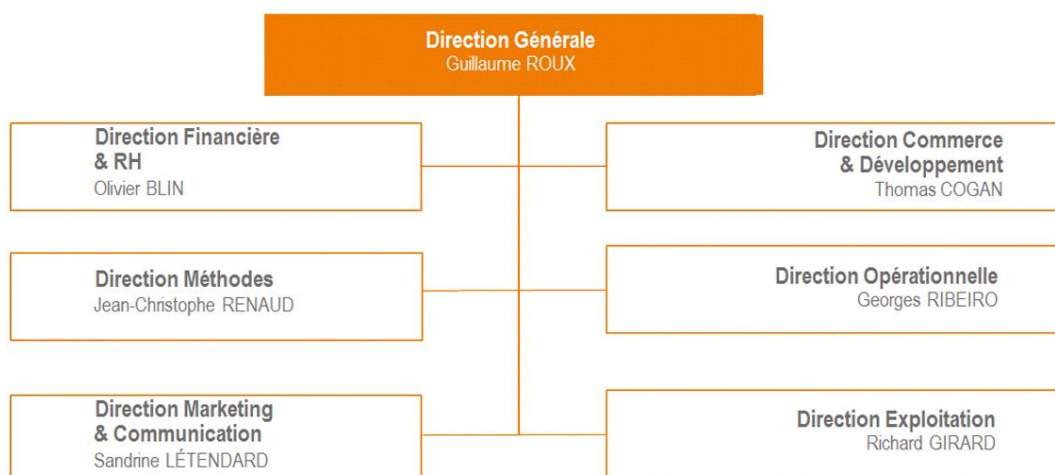 Direction Générale
Guillaume ROUX
Direction Financière
& RH
Olivier BLIN
Direction Commerce
& Développement
Thomas COGAN
Direction Méthodes
Jean-Christophe RENAUD
Direction Opérationnelle
Georges RIBEIRO
Direction Marketing
& Communication
Sandrine LÉTENDARD
Direction Exploitation
Richard GIRARD